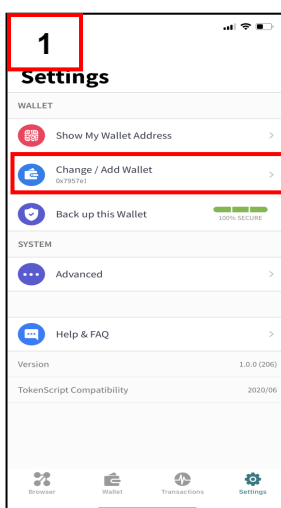 1
Settings
WALLET
Show My Wallet Address
Change / Add Wallet
0x7957e1
Back up this Wallet
100% SECURE
SYSTEM
Advanced
Help & FAQ
Version 1.0.0 (206)
TokenScript Compatibility 2020/06
Browser Wallet Transactions Settings